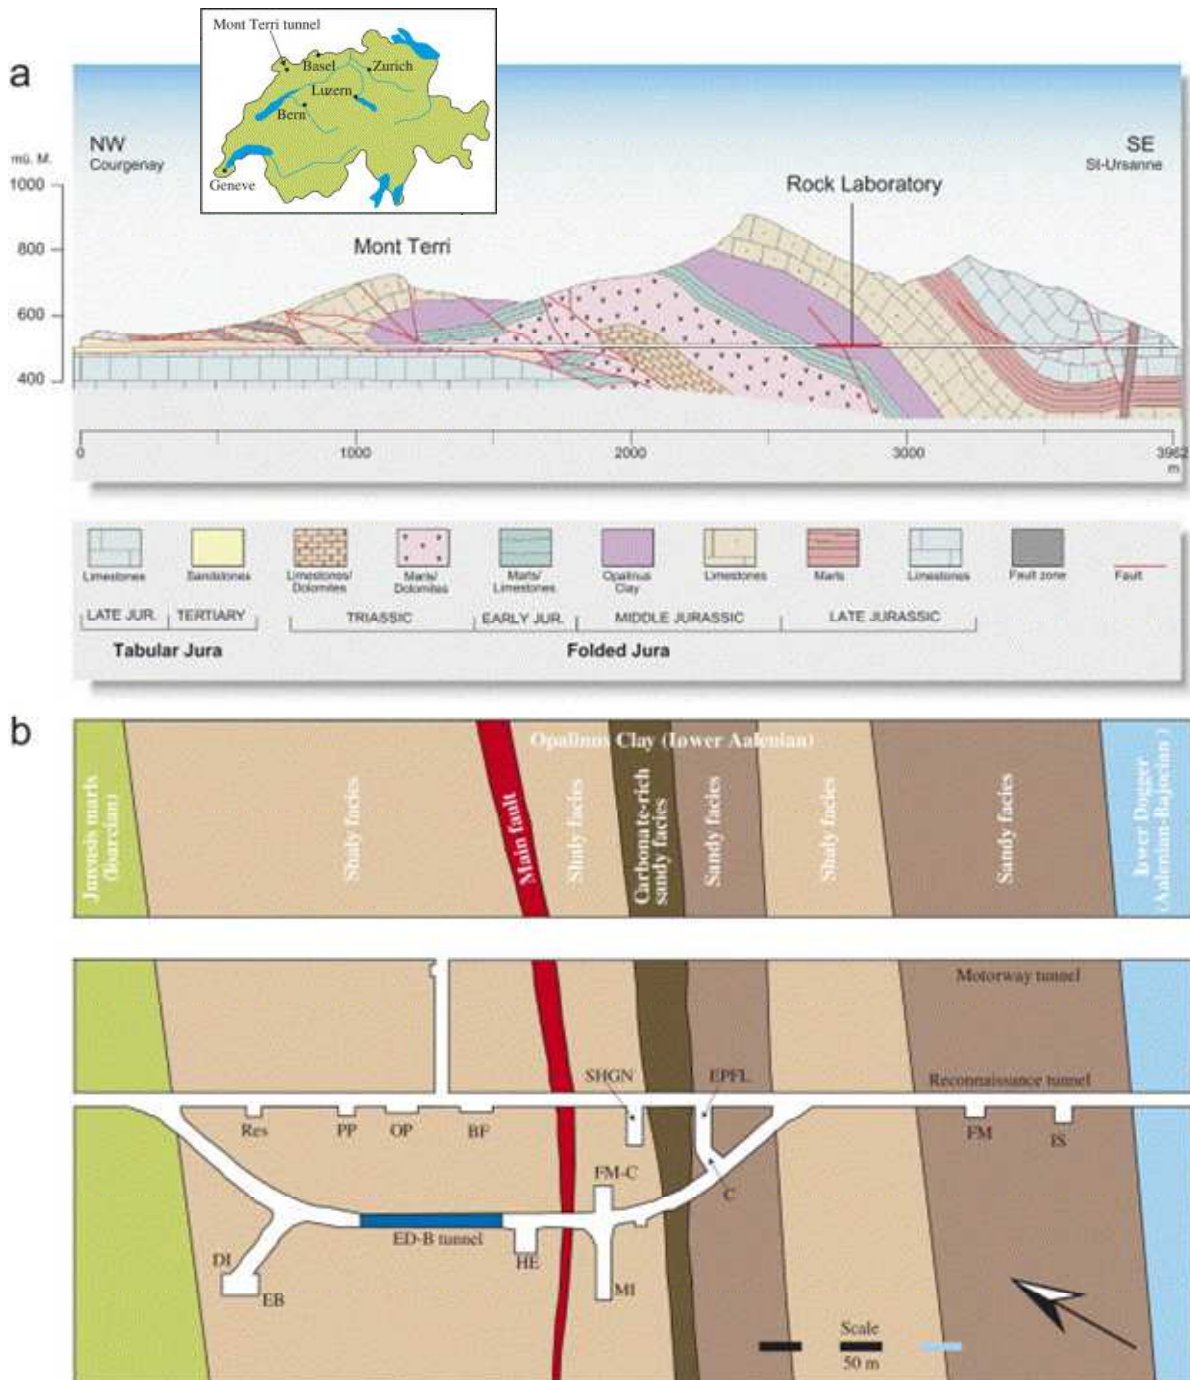 a
Mont Terri tunnel
Basel
Zurich
Luzern
Bern
Geneve
NW
Courgenay
SE
St-Ursanne
mü. M.
1000
800
600
400
Rock Laboratory
Mont Terri
0
1000
2000
3000
3962
m
Limestones
Sandstones
Limestones/
Dolomites
Marls/
Dolomites
Marls/
Limestones
Opalinus
Clay
Limestones
Marls
Limestones
Fault zone
Fault
LATE JUR.
TERTIARY
TRIASSIC
EARLY JUR.
MIDDLE JURASSIC
LATE JURASSIC
Tabular Jura
Folded Jura
b
Opalinus Clay (Lower Aalenian)
Jurensis marls
(Toarcian)
Shaly facies
Main fault
Shaly facies
Carbonate-rich
sandy facies
Sandy facies
Shaly facies
Sandy facies
Lower Dogger
(Aalenian-Bajocian)
Motorway tunnel
Reconnaissance tunnel
SHGN
EPFL
Res
PP
OP
BF
FM
IS
FM-C
C
ED-B tunnel
DI
HE
EB
MI
Scale
50 m